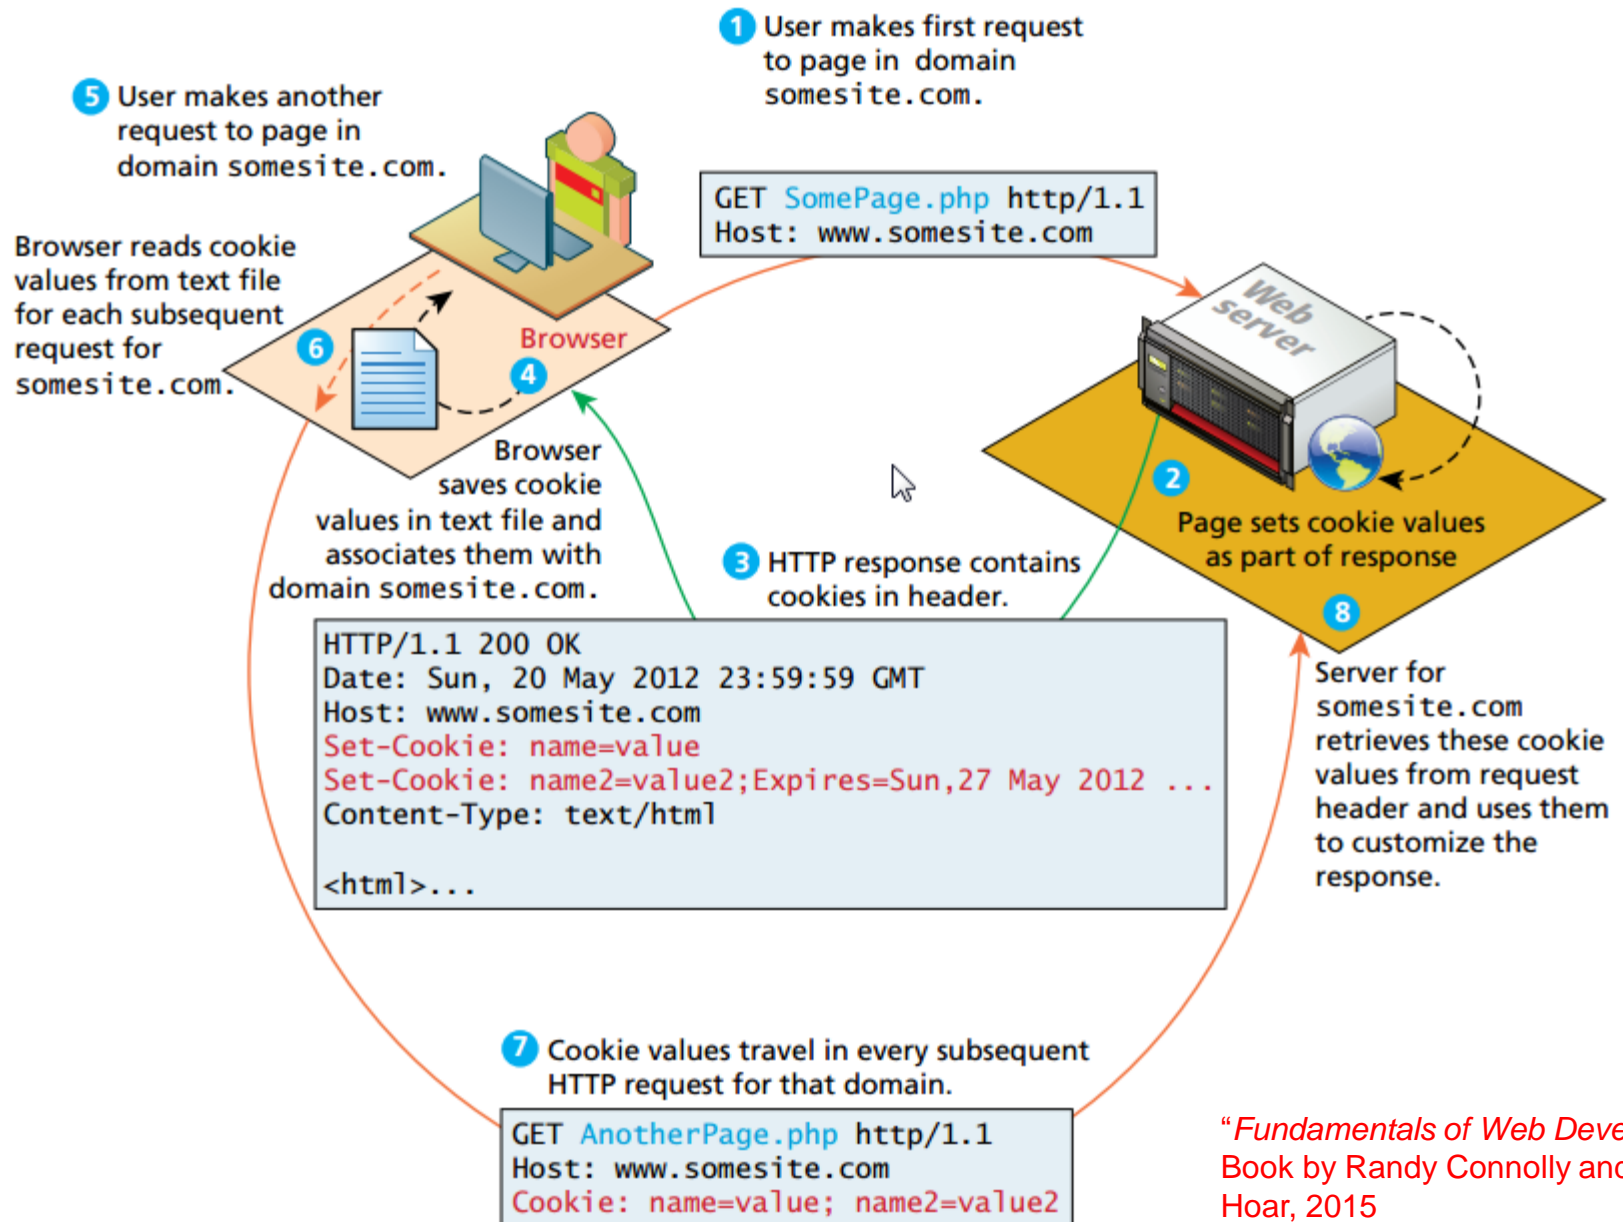 1 User makes first request
to page in domain
somesite.com.
5 User makes another
request to page in
domain somesite.com.
GET SomePage.php http/1.1
Host: www.somesite.com
Browser reads cookie
values from text file
for each subsequent
request for
somesite.com.
6
Browser
4
Web
server
Browser
saves cookie
values in text file and
associates them with
domain somesite.com.
2
Page sets cookie values
as part of response
3 HTTP response contains
cookies in header.
8
Server for
somesite.com
retrieves these cookie
values from request
header and uses them
to customize the
response.
HTTP/1.1 200 OK
Date: Sun, 20 May 2012 23:59:59 GMT
Host: www.somesite.com
Set-Cookie: name=value
Set-Cookie: name2=value2;Expires=Sun,27 May 2012 ...
Content-Type: text/html
<html>...
7 Cookie values travel in every subsequent
HTTP request for that domain.
GET AnotherPage.php http/1.1
Host: www.somesite.com
Cookie: name=value; name2=value2
“Fundamentals of Web Deve
Book by Randy Connolly and
Hoar, 2015